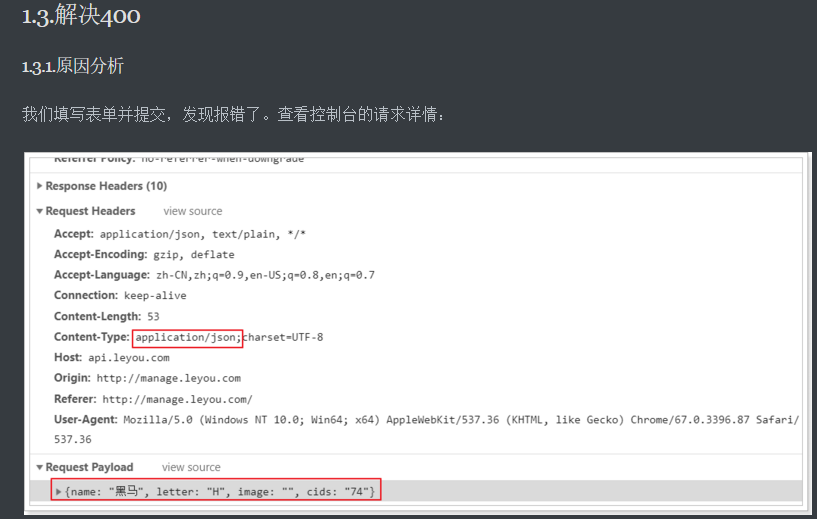 1.3.解决400
1.3.1.原因分析
我们填写表单并提交，发现报错了。查看控制台的请求详情：
Referrer Policy: no-referrer-when-downgrade
Response Headers (10)
Request Headers view source
Accept: application/json, text/plain, */*
Accept-Encoding: gzip, deflate
Accept-Language: zh-CN,zh;q=0.9,en-US;q=0.8,en;q=0.7
Connection: keep-alive
Content-Length: 53
Content-Type: application/json;charset=UTF-8
Host: api.leyou.com
Origin: http://manage.leyou.com
Referer: http://manage.leyou.com/
User-Agent: Mozilla/5.0 (Windows NT 10.0; Win64; x64) AppleWebKit/537.36 (KHTML, like Gecko) Chrome/67.0.3396.87 Safari/
537.36
Request Payload view source
{name: "黑马", letter: "H", image: "", cids: "74"}